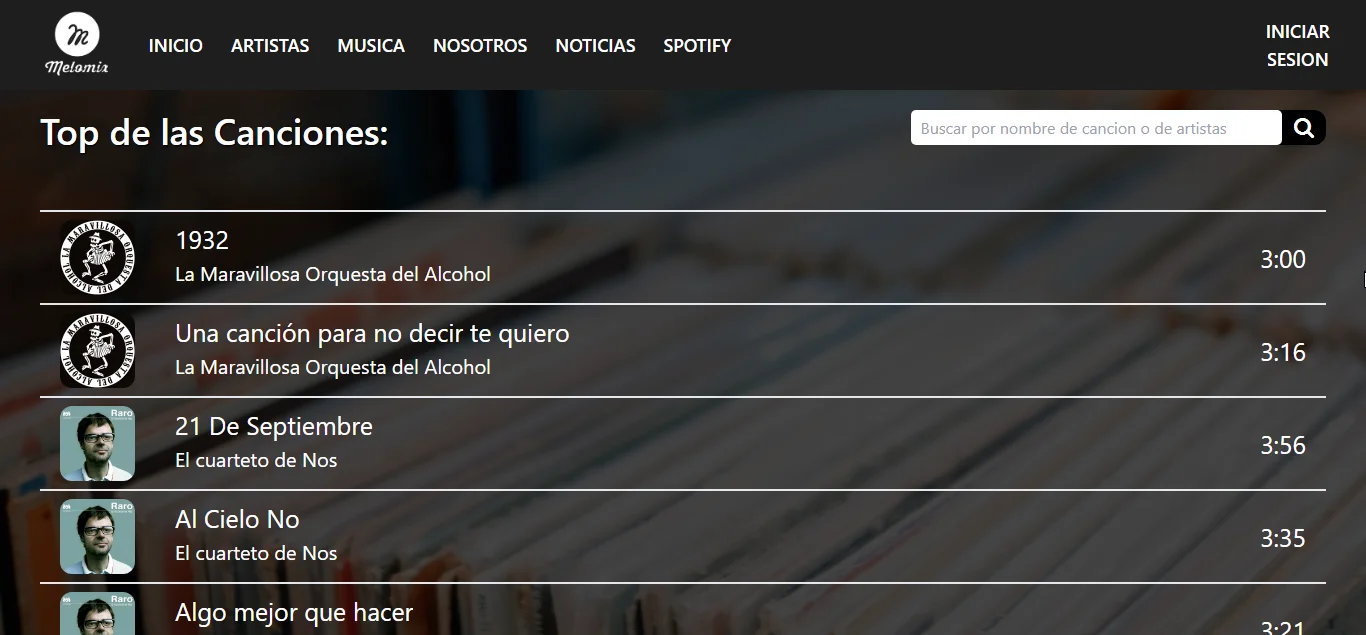 Melomix
INICIO ARTISTAS MUSICA NOSOTROS NOTICIAS SPOTIFY
INICIAR
SESION
Top de las Canciones:
Buscar por nombre de cancion o de artistas
LA MARAVILLOSA ORQUESTA DEL ALCOHOL
1932
La Maravillosa Orquesta del Alcohol
3:00
LA MARAVILLOSA ORQUESTA DEL ALCOHOL
Una canción para no decir te quiero
La Maravillosa Orquesta del Alcohol
3:16
Raro
21 De Septiembre
El cuarteto de Nos
3:56
Raro
Al Cielo No
El cuarteto de Nos
3:35
Raro
Algo mejor que hacer
3:21